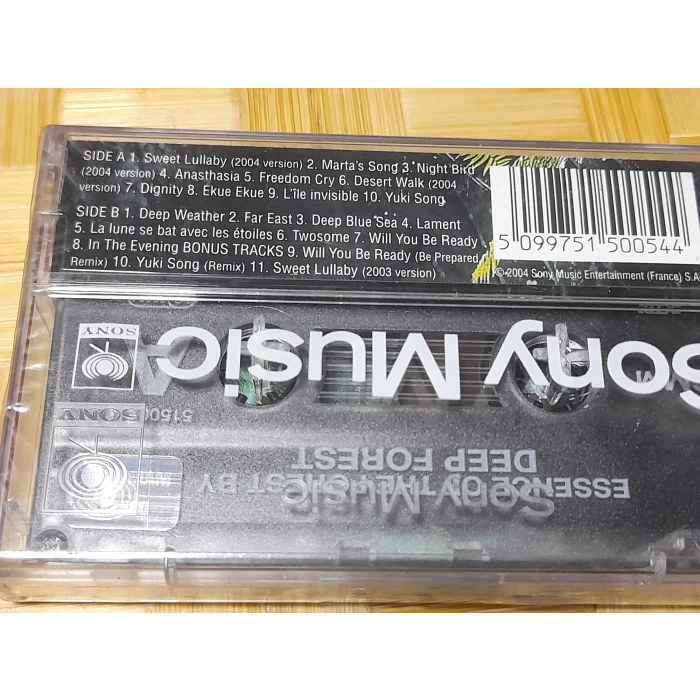 SIDE A 1. Sweet Lullaby (2004 version) 2. Marta's Song 3. Night Bird
(2004 version) 4. Anasthasia 5. Freedom Cry 6. Desert Walk (2004
version) 7. Dignity 8. Ekue Ekue 9. L'île invisible 10. Yuki Song
SIDE B 1. Deep Weather 2. Far East 3. Deep Blue Sea 4. Lament
5. La lune se bat avec les étoiles 6. Twosome 7. Will You Be Ready
8. In The Evening BONUS TRACKS 9. Will You Be Ready (Be Prepared
Remix) 10. Yuki Song (Remix) 11. Sweet Lullaby (2003 version)
5 099751 500544
©2004 Sony Music Entertainment (France) S.A
SONY
A
Sony Music
SONY
5150
DEEP FOREST
ESSENCE OF THE FOREST BY
Sony Music